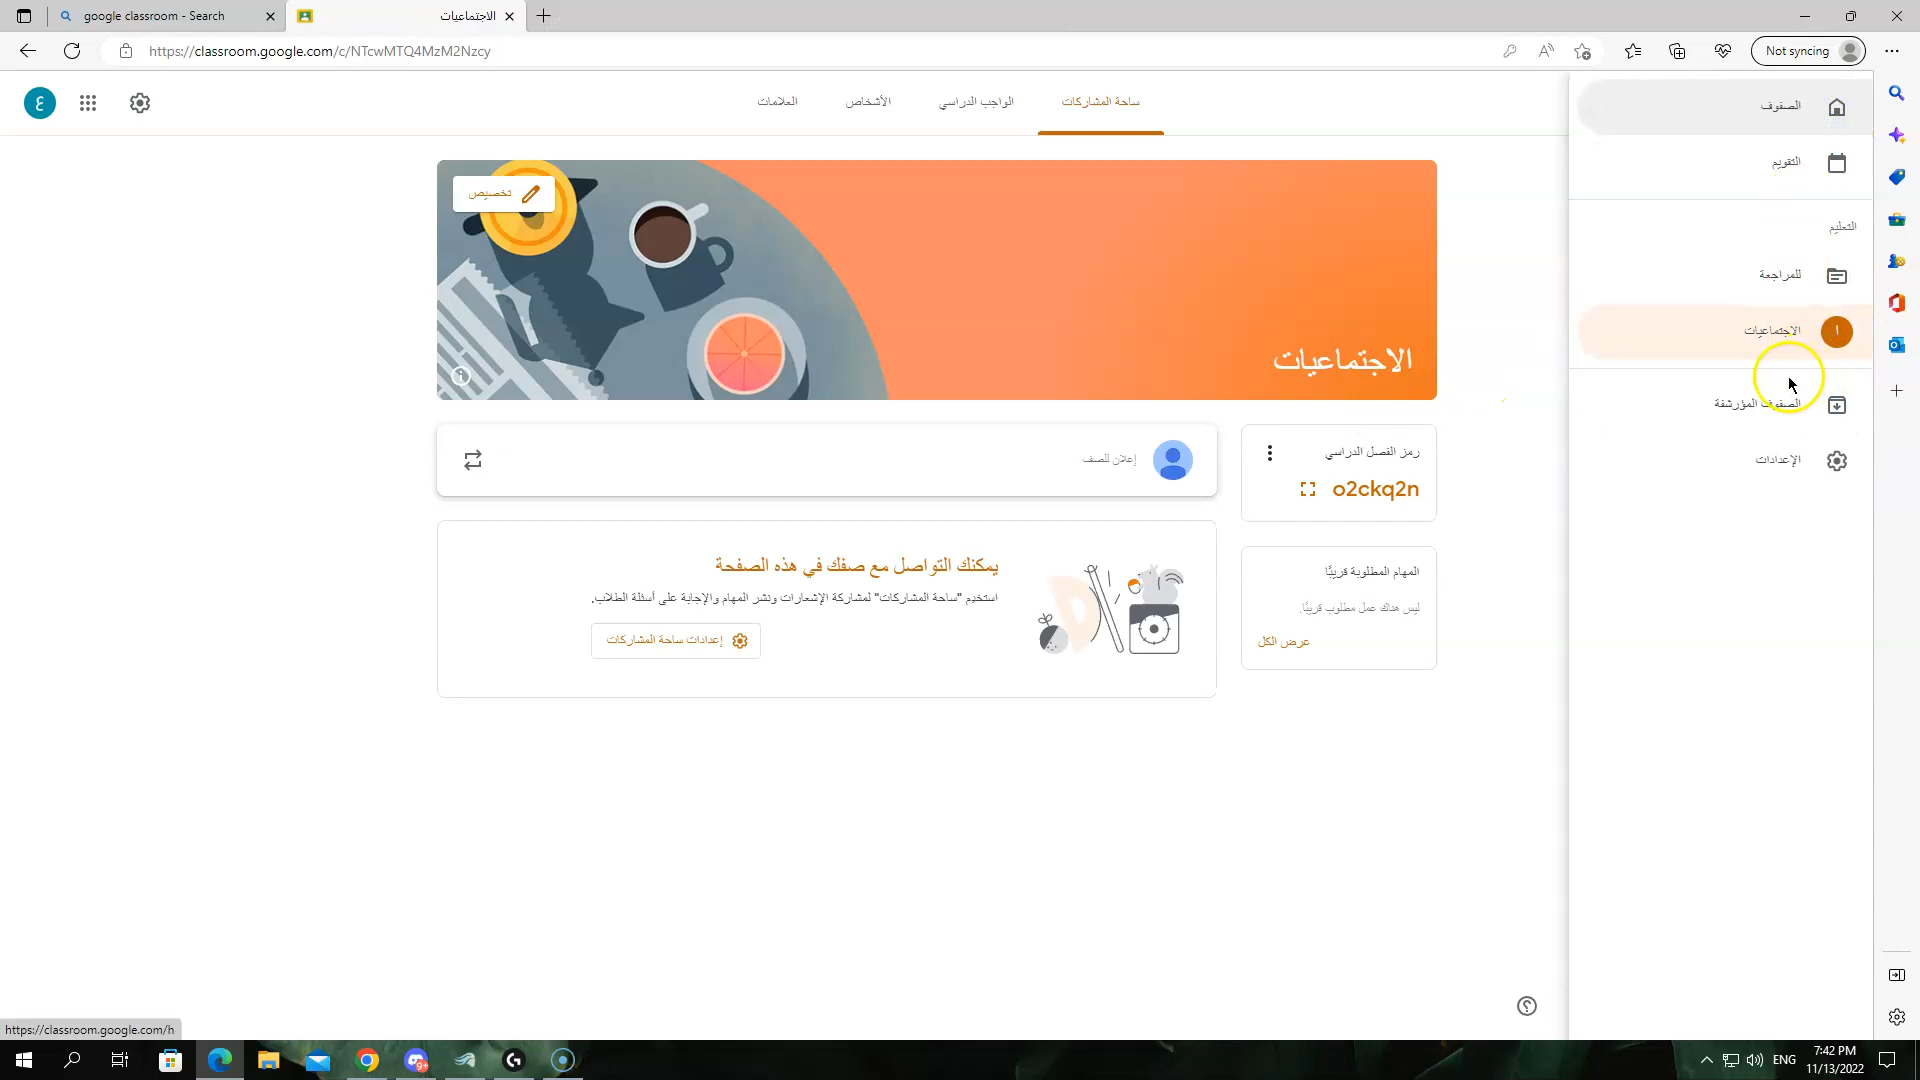 google classroom - Search
الاجتماعيات
https://classroom.google.com/c/NTcwMTQ4MzM2Nzcy
Not syncing
ع
ساحة المشاركات
الواجب الدراسي
الأشخاص
العلامات
الصفوف
التقويم
التعليم
للمراجعة
ا
الاجتماعيات
الصفوف المؤرشفة
الإعدادات
تخصيص
الاجتماعيات
رمز الفصل الدراسي
o2ckq2n
إعلان للصف
المهام المطلوبة قريبًا
ليس هناك عمل مطلوب قريبًا.
عرض الكل
يمكنك التواصل مع صفك في هذه الصفحة
استخدِم "ساحة المشاركات" لمشاركة الإشعارات ونشر المهام والإجابة على أسئلة الطلاب.
إعدادات ساحة المشاركات
https://classroom.google.com/h
9+
ENG
7:42 PM
11/13/2022